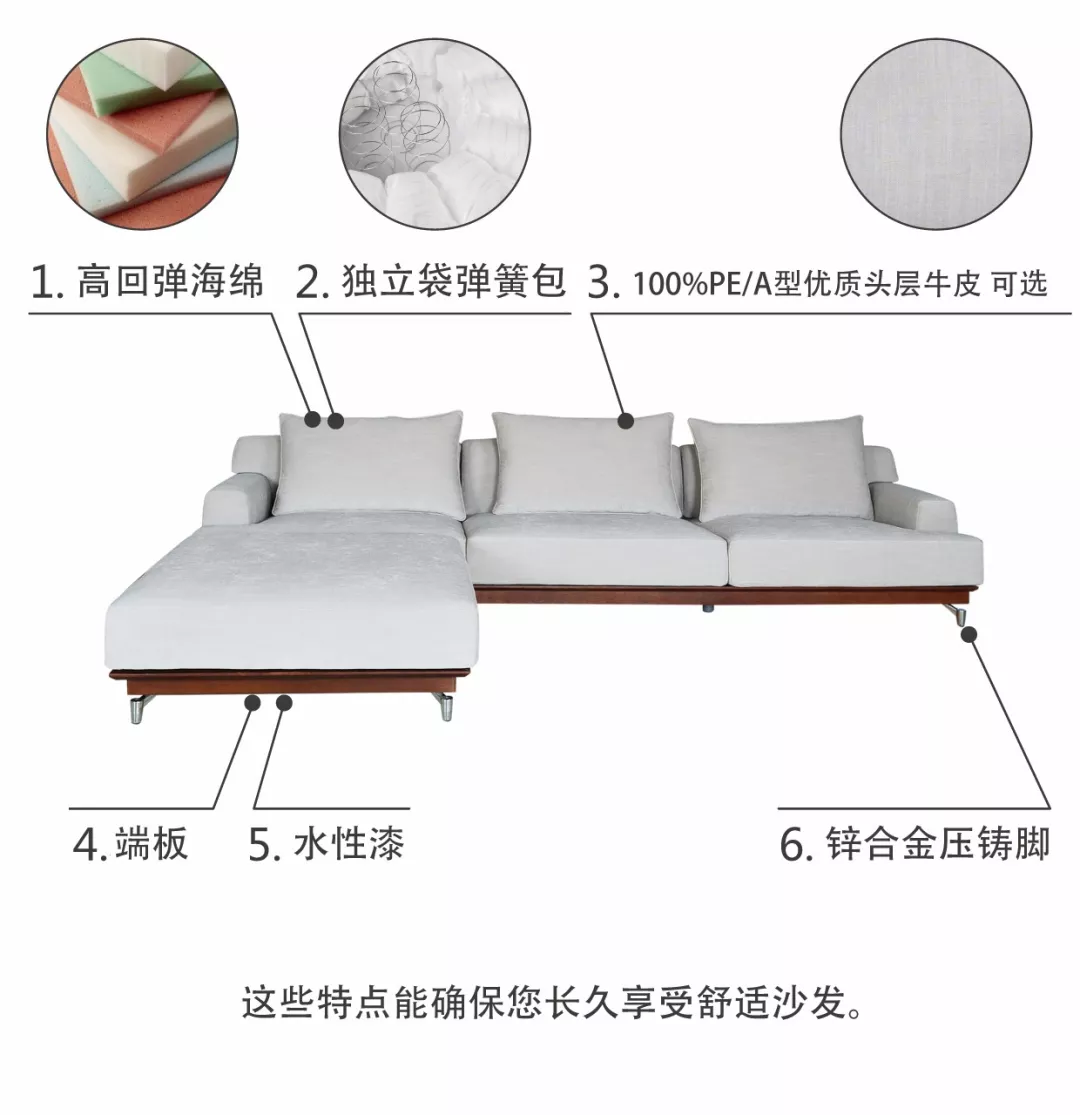 1. 高回弹海绵
2. 独立袋弹簧包
3. 100%PE/A型优质头层牛皮 可选
4. 端板
5. 水性漆
6. 锌合金压铸脚
这些特点能确保您长久享受舒适沙发。